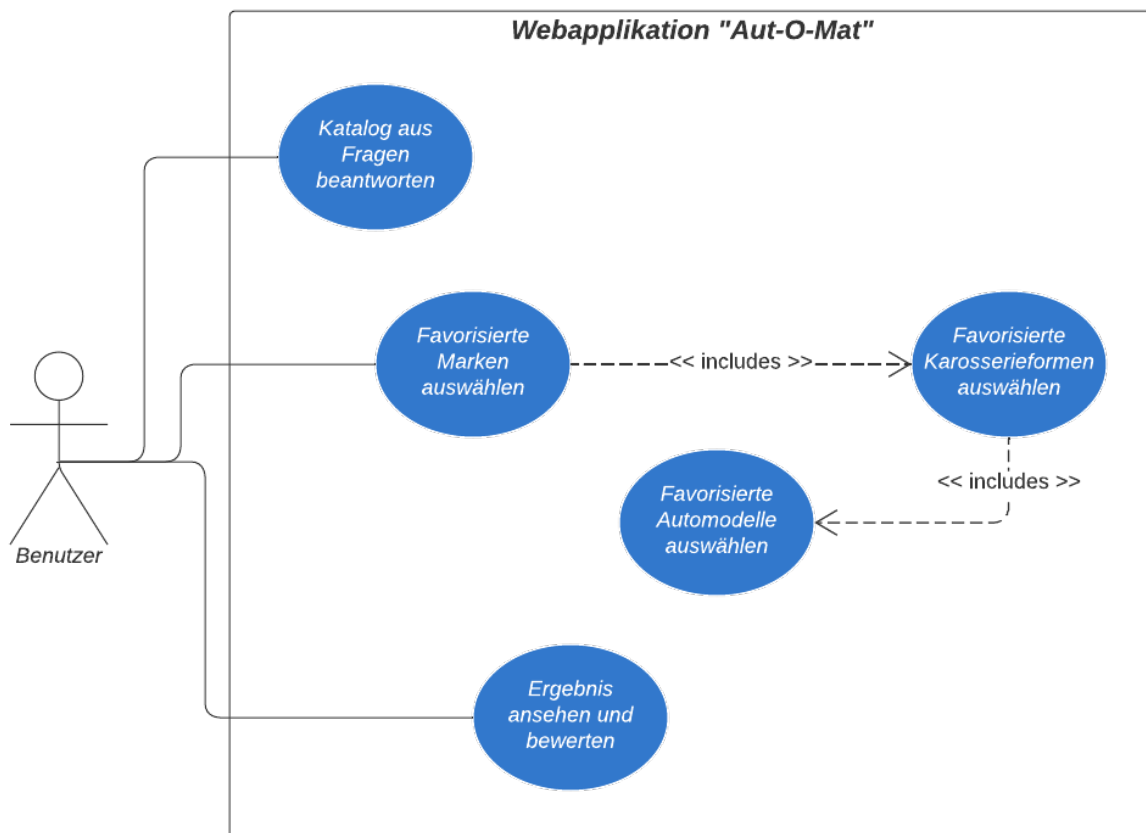 Webapplikation "Aut-O-Mat"
Katalog aus
Fragen
beantworten
Favorisierte
Marken
auswählen
<< includes >>
Favorisierte
Karosserieformen
auswählen
<< includes >>
Favorisierte
Automodelle
auswählen
Benutzer
Ergebnis
ansehen und
bewerten